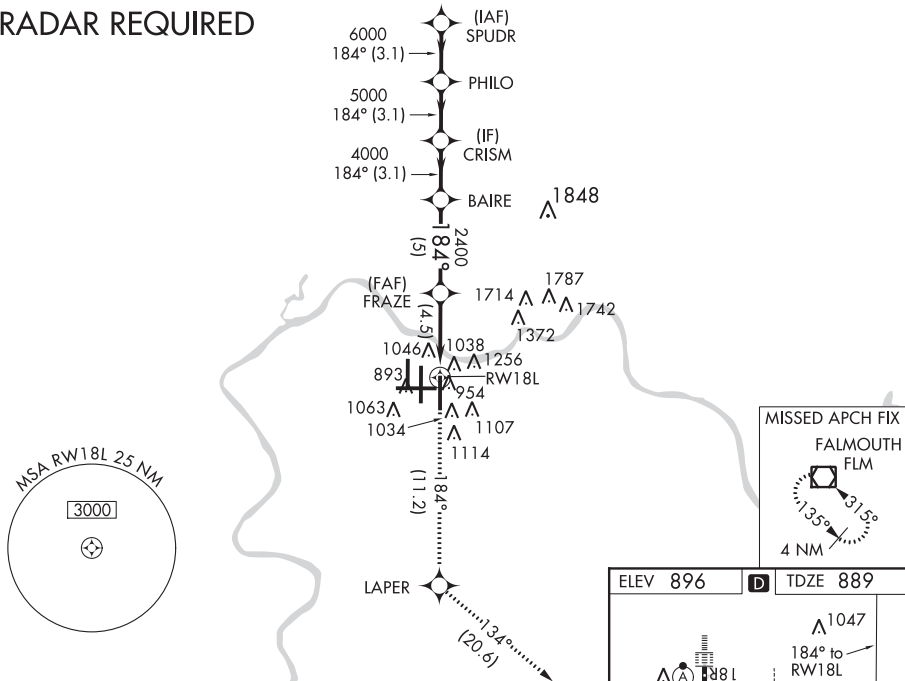 RADAR REQUIRED
(IAF)
SPUDR
6000
184° (3.1)
PHILO
5000
184° (3.1)
(IF)
CRISM
4000
184° (3.1)
BAIRE
1848
2400
184°
(5)
(FAF)
FRAZE
(4.5)
1714
1787
1742
1372
1046
1038
1256
893
RW18L
954
1063
1034
1107
1114
MSA RW18L 25 NM
3000
184°
(11.2)
LAPER
134°
(20.6)
MISSED APCH FIX
FALMOUTH
FLM
315°
135°
4 NM
ELEV 896
D
TDZE 889
1047
184° to
RW18L
A
18R